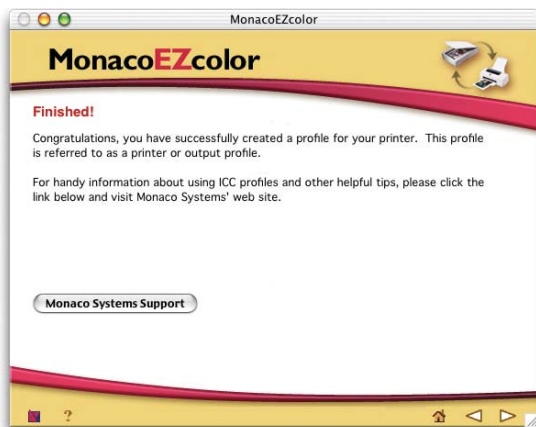 MonacoEZcolor
MonacoEZcolor
Finished!
Congratulations, you have successfully created a profile for your printer. This profile
is referred to as a printer or output profile.
For handy information about using ICC profiles and other helpful tips, please click the
link below and visit Monaco Systems' web site.
Monaco Systems Support
?